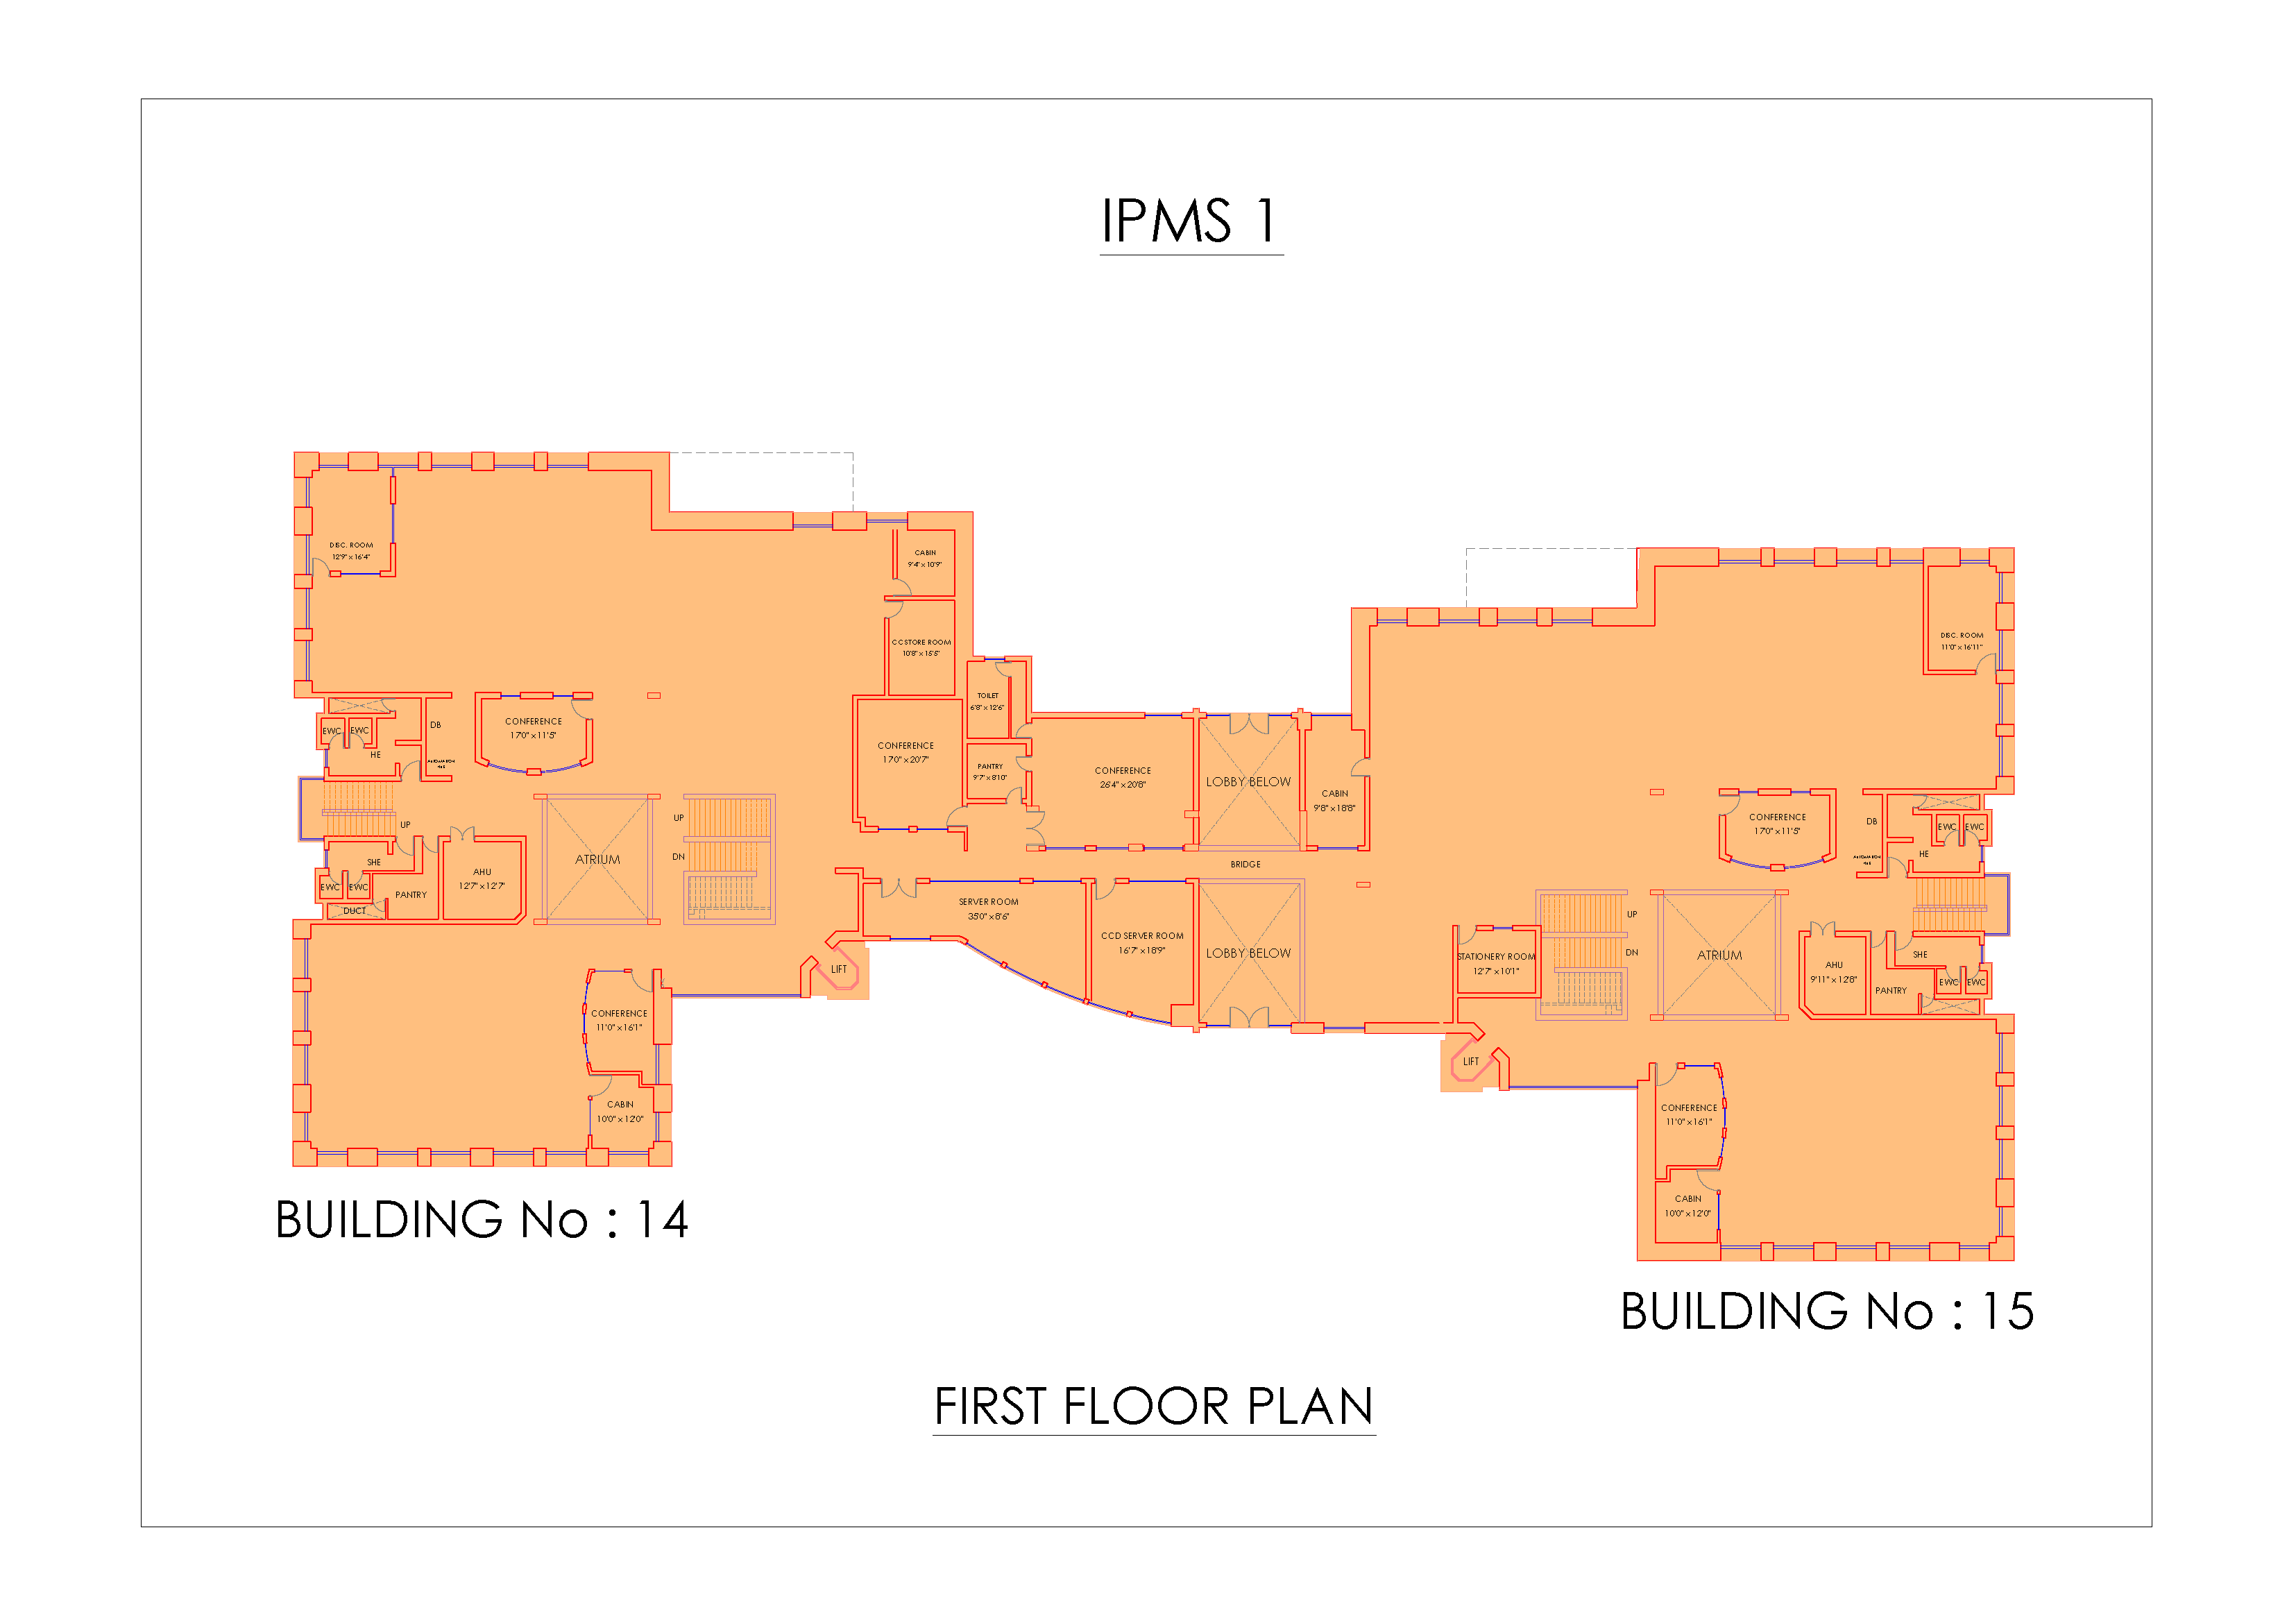 IPMS 1
DISC. ROOM
12'9" x 16'4"
CABIN
9'4" x 10'9"
CC STORE ROOM
10'8" x 15'5"
DISC. ROOM
11'0" x 16'11"
TOILET
6'8" x 12'6"
EWC
EWC
DB
CONFERENCE
17'0" x 11'5"
HE
CONFERENCE
17'0" x 20'7"
PANTRY
9'7" x 8'10"
CONFERENCE
26'4" x 20'8"
LOBBY BELOW
CABIN
9'8" x 18'8"
CONFERENCE
17'0" x 11'5"
DB
EWC
EWC
HE
UP
UP
DN
ATRIUM
SHE
AHU
12'7" x 12'7"
EWC
EWC
PANTRY
DUCT
BRIDGE
SERVER ROOM
35'0" x 8'6"
CCD SERVER ROOM
16'7" x 18'9"
LOBBY BELOW
LIFT
UP
DN
STATIONERY ROOM
12'7" x 10'1"
ATRIUM
AHU
9'11" x 12'8"
SHE
PANTRY
EWC
EWC
CONFERENCE
11'0" x 16'1"
CABIN
10'0" x 12'0"
LIFT
CONFERENCE
11'0" x 16'1"
CABIN
10'0" x 12'0"
BUILDING No : 14
BUILDING No : 15
FIRST FLOOR PLAN